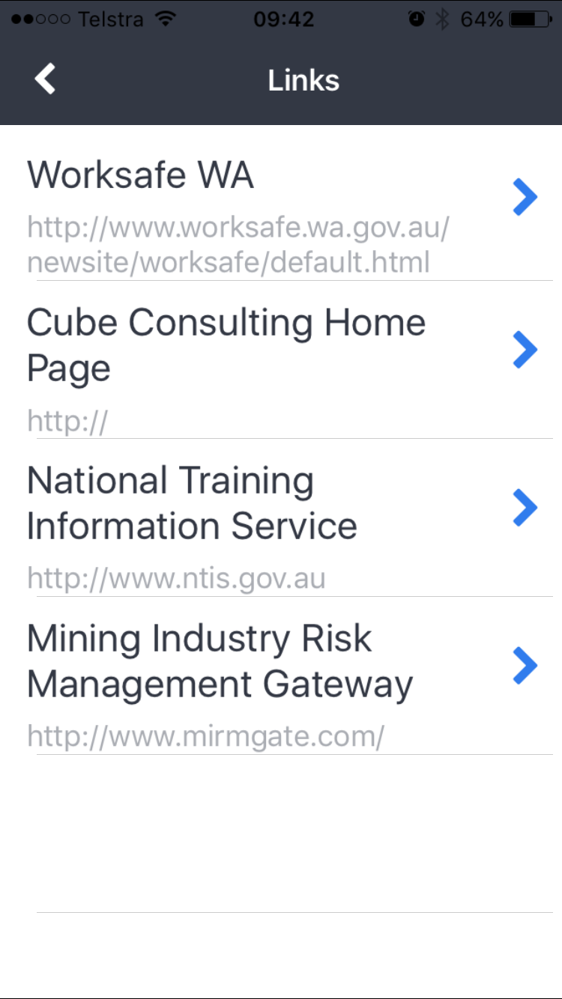 Telstra 09:42 64%
Links
Worksafe WA
http://www.worksafe.wa.gov.au/
newsite/worksafe/default.html
Cube Consulting Home
Page
http://
National Training
Information Service
http://www.ntis.gov.au
Mining Industry Risk
Management Gateway
http://www.mirmgate.com/